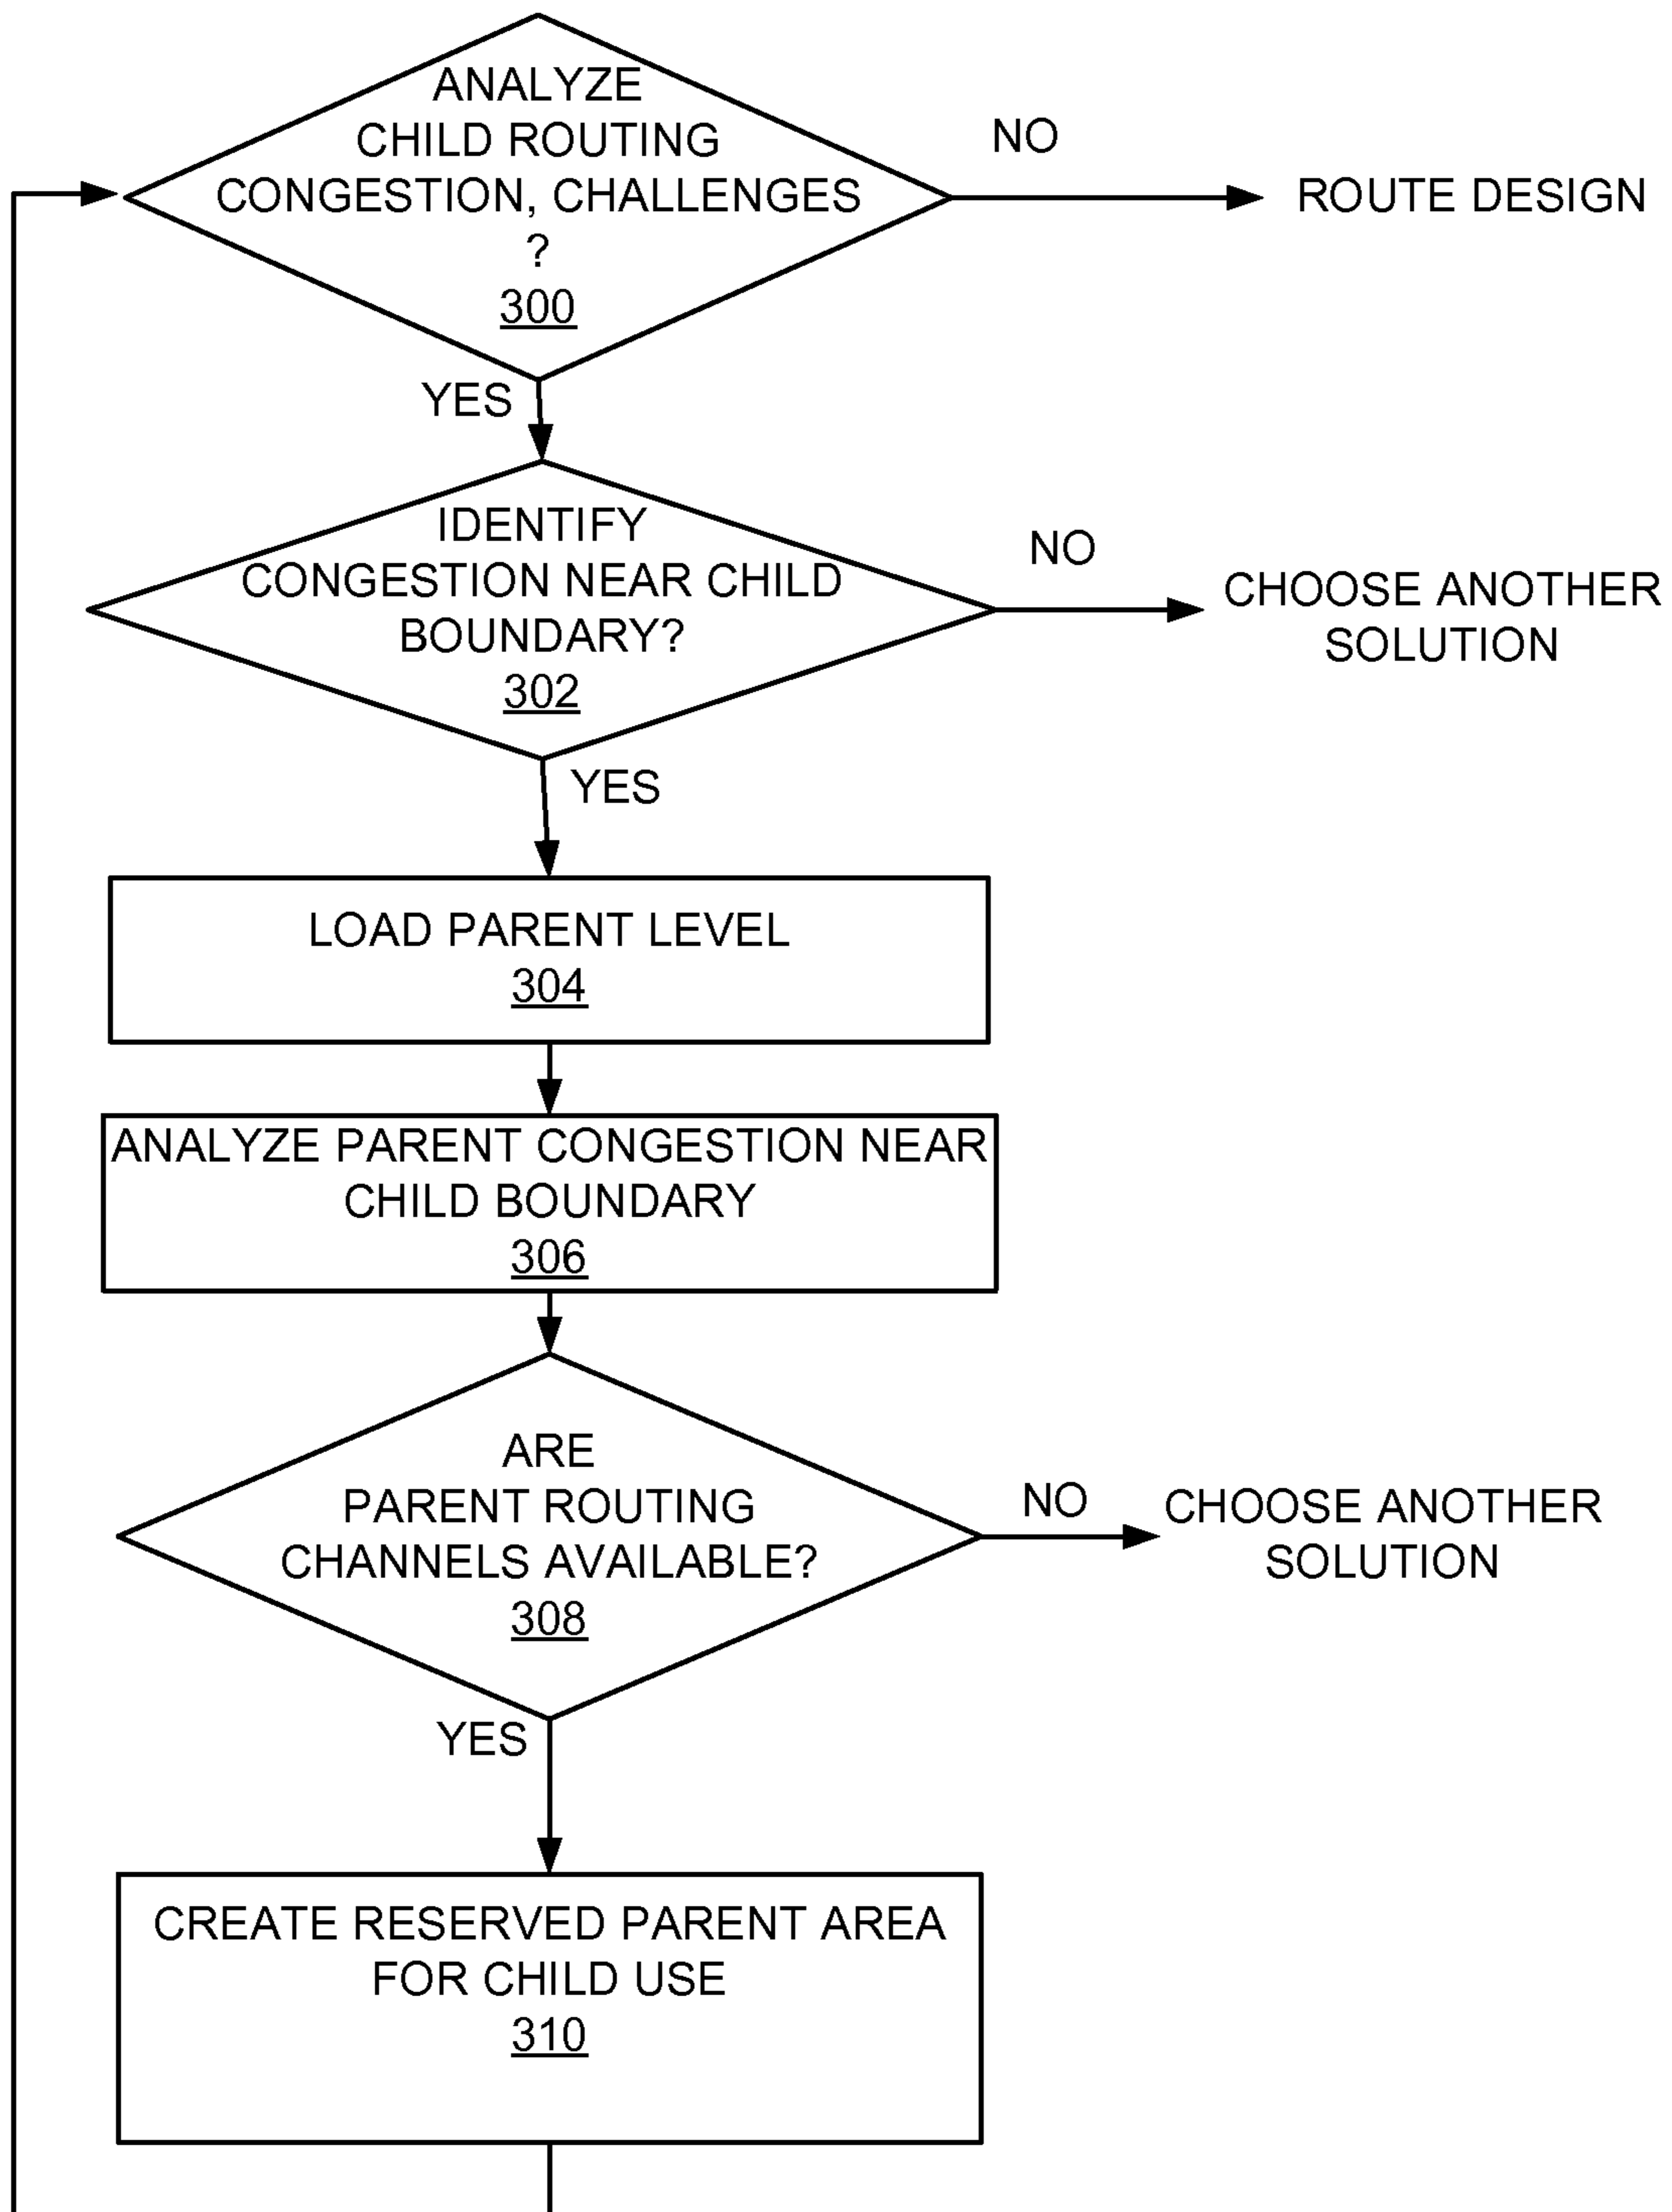 ANALYZE
CHILD ROUTING
CONGESTION, CHALLENGES
?
300
NO
ROUTE DESIGN
YES
IDENTIFY
CONGESTION NEAR CHILD
BOUNDARY?
302
NO
CHOOSE ANOTHER
SOLUTION
YES
LOAD PARENT LEVEL
304
ANALYZE PARENT CONGESTION NEAR
CHILD BOUNDARY
306
ARE
PARENT ROUTING
CHANNELS AVAILABLE?
308
NO
CHOOSE ANOTHER
SOLUTION
YES
CREATE RESERVED PARENT AREA
FOR CHILD USE
310